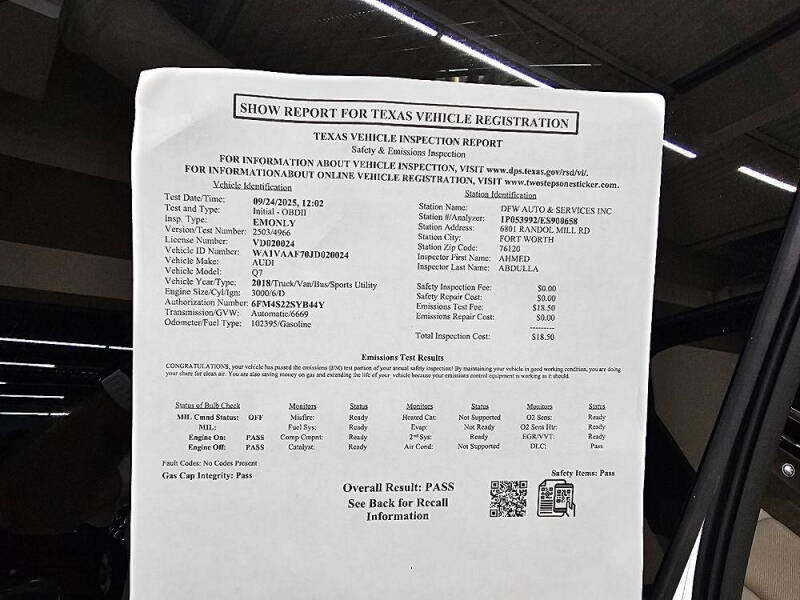 SHOW REPORT FOR TEXAS VEHICLE REGISTRATION
TEXAS VEHICLE INSPECTION REPORT
Safety & Emissions Inspection
FOR INFORMATION ABOUT VEHICLE INSPECTION, VISIT www.dps.texas.gov/rsd/vi/.
FOR INFORMATIONABOUT ONLINE VEHICLE REGISTRATION, VISIT www.twostepsonesticker.com.
Vehicle Identification
Test Date/Time: 09/24/2025, 12:02
Test and Type: Initial - OBDII
Insp. Type: EMONLY
Version/Test Number: 2503/4966
License Number: VD020024
Vehicle ID Number: WA1VAAF70JD020024
Vehicle Make: AUDI
Vehicle Model: Q7
Vehicle Year/Type: 2018/Truck/Van/Bus/Sports Utility
Engine Size/Cyl/Ign: 3000/6/D
Authorization Number: 6FM4S22SYB44Y
Transmission/GVW: Automatic/6669
Odometer/Fuel Type: 102395/Gasoline
Station Identification
Station Name: DFW AUTO & SERVICES INC
Station #/Analyzer: 1P053992/ES900658
Station Address: 6801 RANDOL MILL RD
Station City: FORT WORTH
Station Zip Code: 76120
Inspector First Name: AHMED
Inspector Last Name: ABDULLA
Safety Inspection Fee: $0.00
Safety Repair Cost: $0.00
Emissions Test Fee: $18.50
Emissions Repair Cost: $0.00
---------
Total Inspection Cost: $18.50
Emissions Test Results
CONGRATULATIONS, your vehicle has passed the emissions (I/M) test portion of your annual safety inspection! By maintaining your vehicle in good working condition, you are doing
your share for clean air. You are also saving money on gas and extending the life of your vehicle because your emissions control equipment is working as it should.
Status of Bulb Check Monitors Status Monitors Status Monitors Status
MIL Cmnd Status: OFF Misfire: Ready Heated Cat: Not Supported O2 Sens: Ready
MIL: Fuel Sys: Ready Evap: Not Ready O2 Sens Htr: Ready
Engine On: PASS Comp Cmpnt: Ready 2nd Sys: Ready EGR/VVT: Ready
Engine Off: PASS Catalyst: Ready Air Cond: Not Supported DLC: Pass
Fault Codes: No Codes Present
Gas Cap Integrity: Pass
Safety Items: Pass
Overall Result: PASS
See Back for Recall
Information